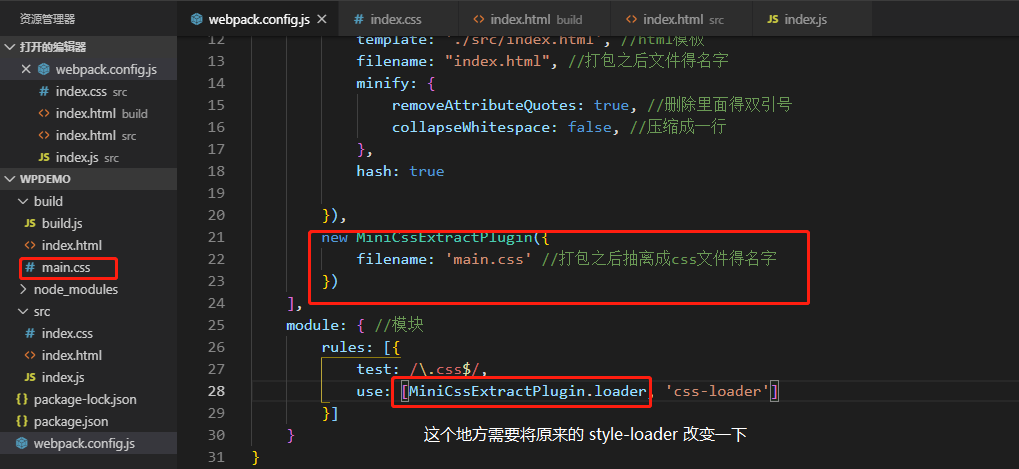 资源管理器
webpack.config.js ×
# index.css
<> index.html build
<> index.html src
JS index.js
打开的编辑器
× webpack.config.js
# index.css src
<> index.html build
<> index.html src
JS index.js src
WPDEMO
build
JS build.js
<> index.html
# main.css
node_modules
src
# index.css
<> index.html
JS index.js
{} package-lock.json
{} package.json
webpack.config.js
12 template: './src/index.html', //html模板
13 filename: "index.html", //打包之后文件得名字
14 minify: {
15 removeAttributeQuotes: true, //删除里面得双引号
16 collapseWhitespace: false, //压缩成一行
17 },
18 hash: true
19
20 }),
21 new MiniCssExtractPlugin({
22 filename: 'main.css' //打包之后抽离成css文件得名字
23 })
24 ],
25 module: { //模块
26 rules: [{
27 test: /\.css$/,
28 use: [MiniCssExtractPlugin.loader, 'css-loader']
29 }]
30 }
31 }
这个地方需要将原来的 style-loader 改变一下